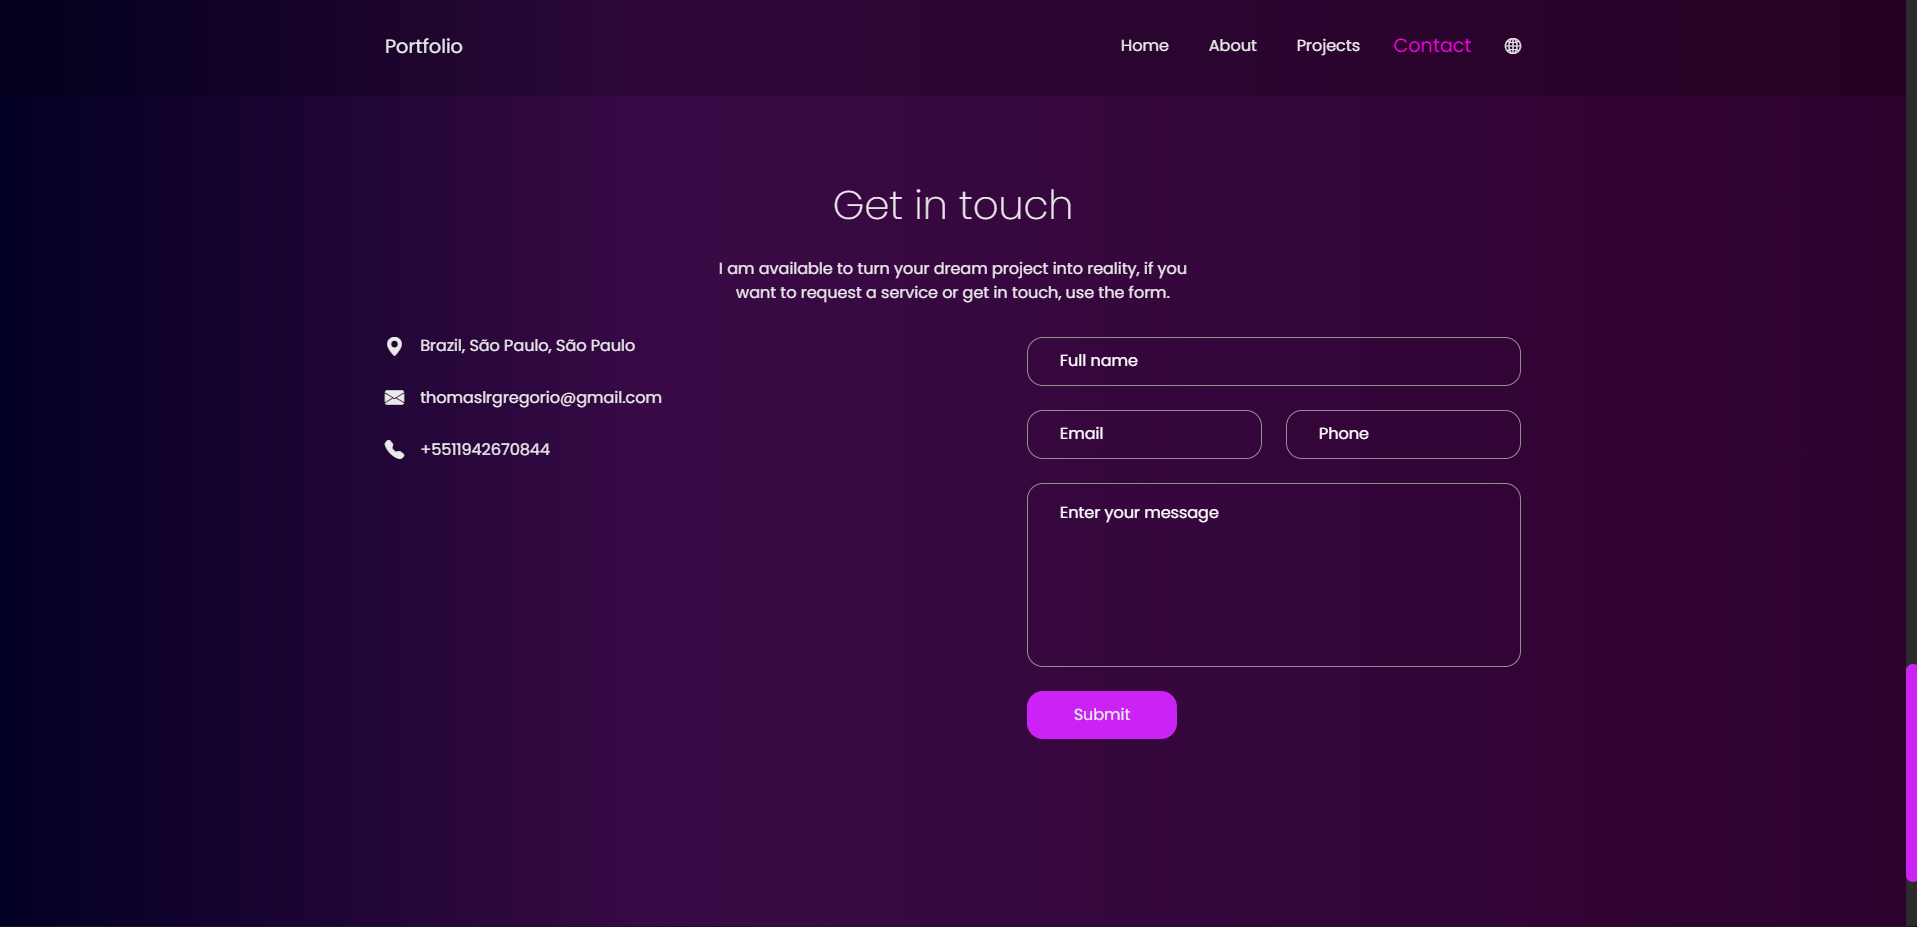 Portfolio
Home
About
Projects
Contact
Get in touch
I am available to turn your dream project into reality, if you
want to request a service or get in touch, use the form.
Brazil, São Paulo, São Paulo
thomaslrgregorio@gmail.com
+5511942670844
Full name
Email
Phone
Enter your message
Submit